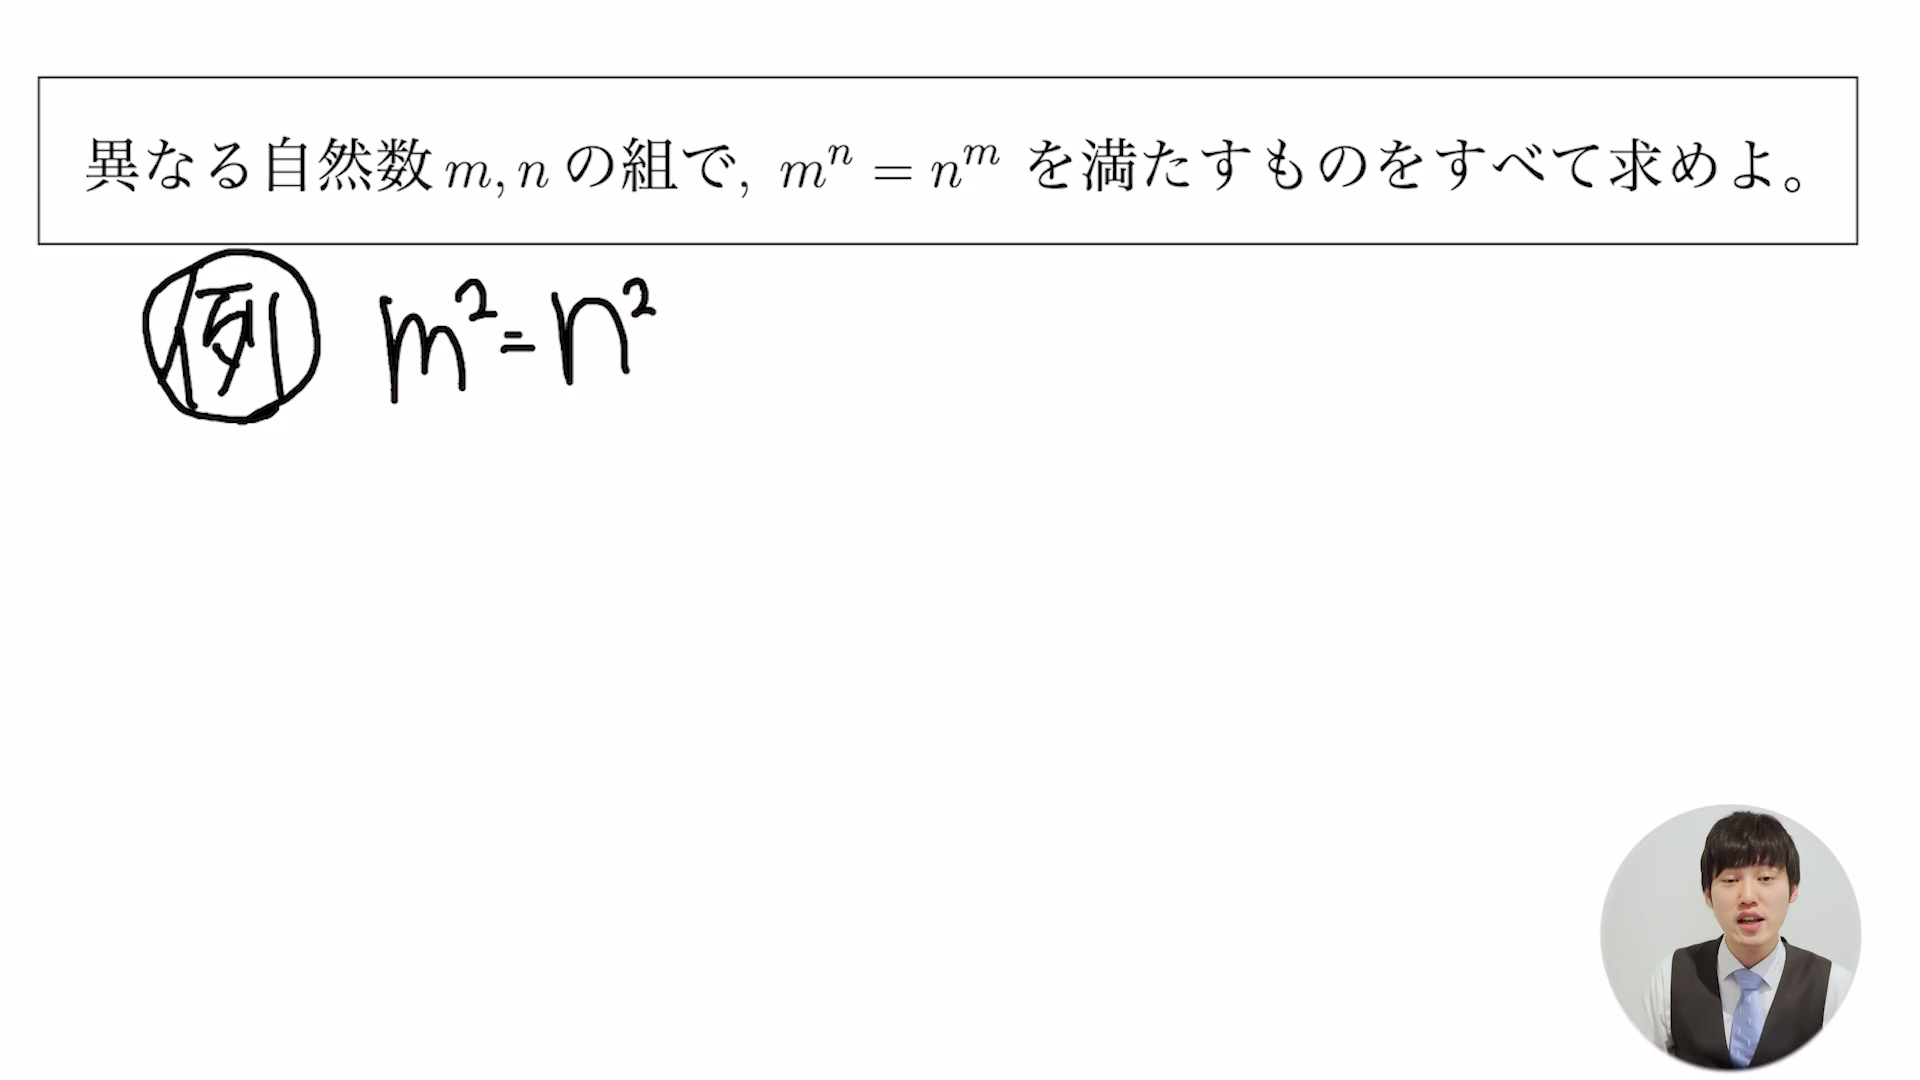 異なる自然数 m, n の組で, mⁿ = nᵐ を満たすものをすべて求めよ。
例 m² = n²